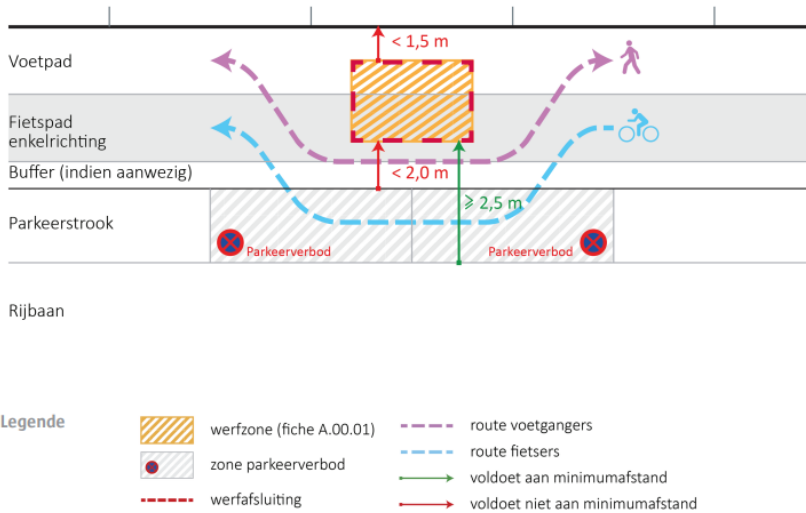 < 1,5 m
Voetpad
Fietspad
enkelrichting
Buffer (indien aanwezig)
< 2,0 m
⩾ 2,5 m
Parkeerstrook
Parkeerverbod
Parkeerverbod
Rijbaan
Legende
werfzone (fiche A.00.01)
zone parkeerverbod
werfafsluiting
route voetgangers
route fietsers
voldoet aan minimumafstand
voldoet niet aan minimumafstand